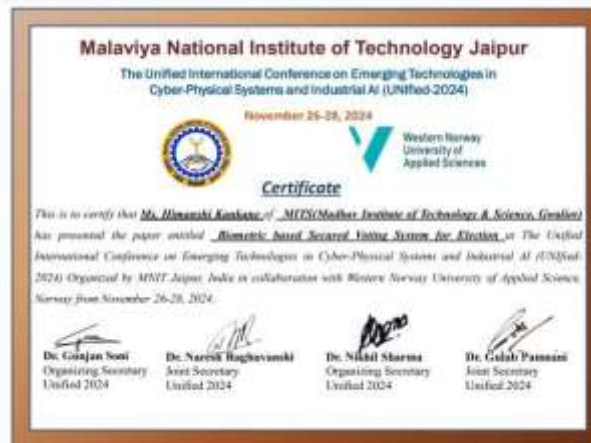 Malaviya National Institute of Technology Jaipur
The Unified International Conference on Emerging Technologies in
Cyber-Physical Systems and Industrial AI (UNIfied-2024)
November 26-28, 2024
Western Norway
University of
Applied Sciences
Certificate
This is to certify that Ms. Himanshi Kankane of MITS(Madhav Institute of Technology & Science, Gwalior)
has presented the paper entitled Biometric based Secured Voting System for Election at The Unified
International Conference on Emerging Technologies in Cyber-Physical Systems and Industrial AI (UNIfied-
2024) Organized by MNIT Jaipur, India in collaboration with Western Norway University of Applied Science,
Norway from November 26-28, 2024.
Dr. Gunjan Soni
Organizing Secretary
Unified 2024
Dr. Naresh Raghuvanshi
Joint Secretary
Unified 2024
Dr. Nikhil Sharma
Organizing Secretary
Unified 2024
Dr. Gulab Pamnani
Joint Secretary
Unified 2024